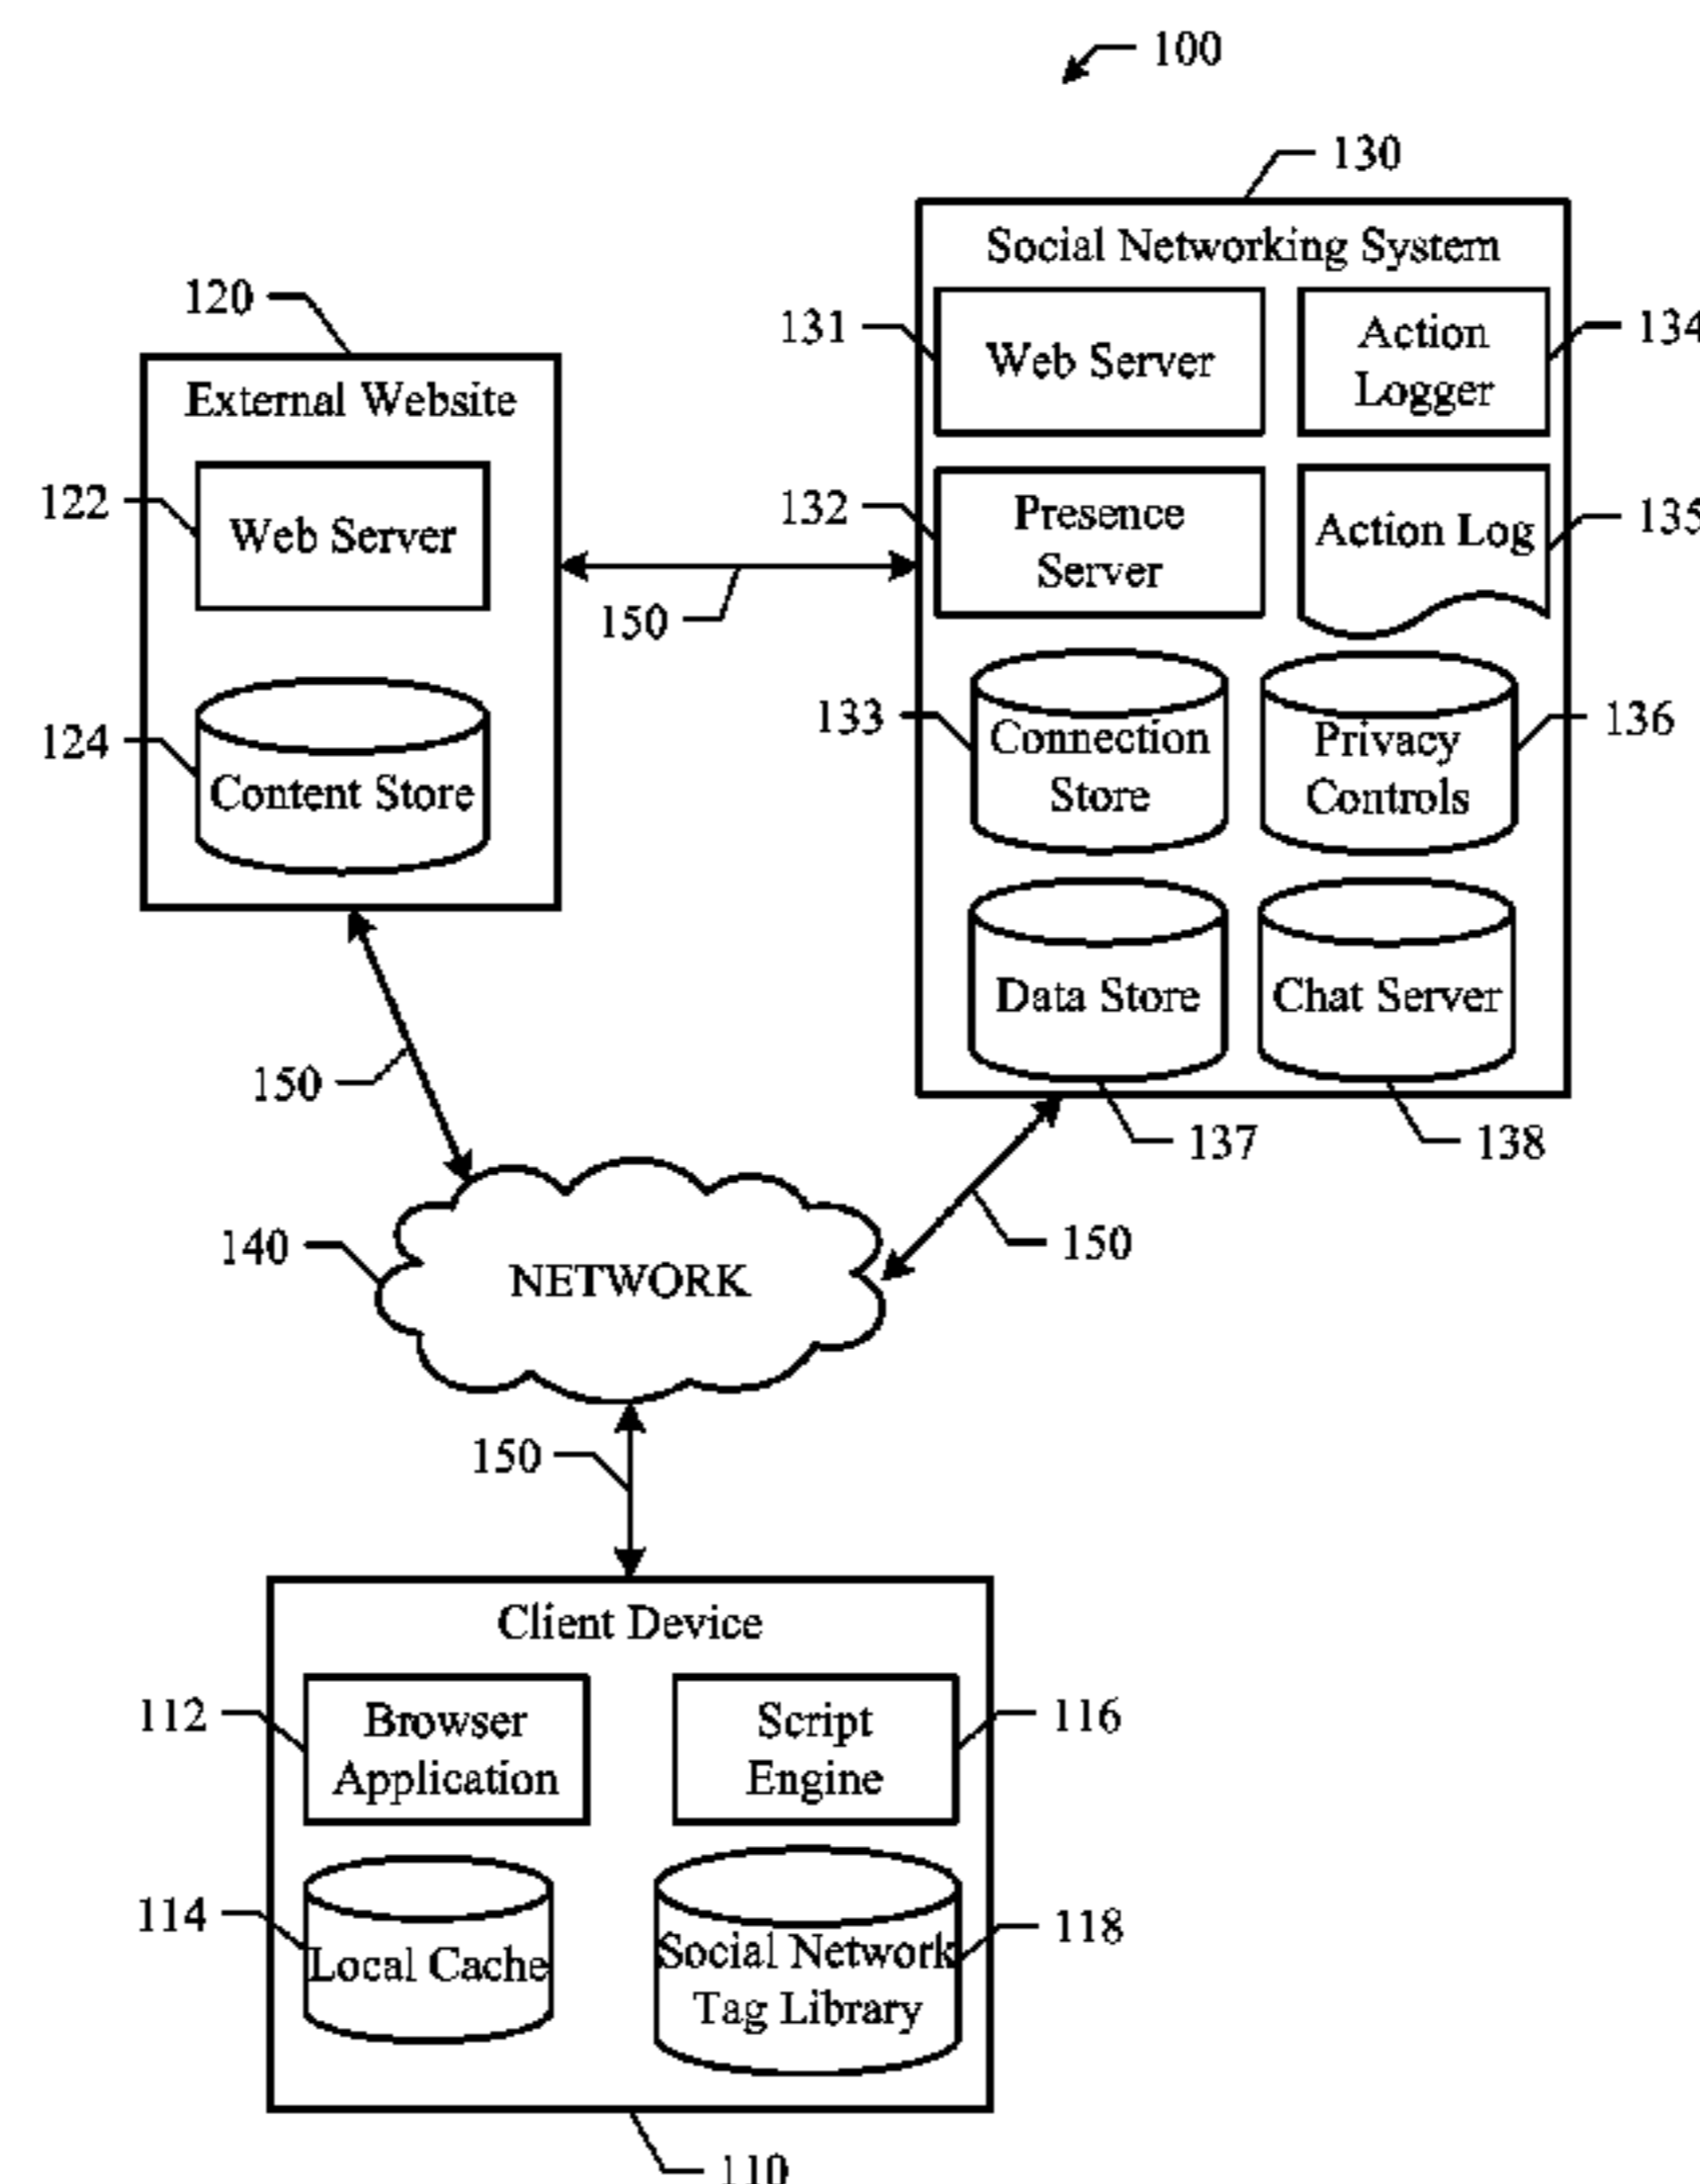 100
130
Social Networking System
120
131
Web Server
Action
Logger
134
External Website
122
Web Server
132
Presence
Server
Action Log
135
150
133
Connection
Store
Privacy
Controls
136
124
Content Store
Data Store
Chat Server
150
137
138
140
NETWORK
150
150
Client Device
112
Browser
Application
Script
Engine
116
114
Local Cache
Social Network
Tag Library
118
110